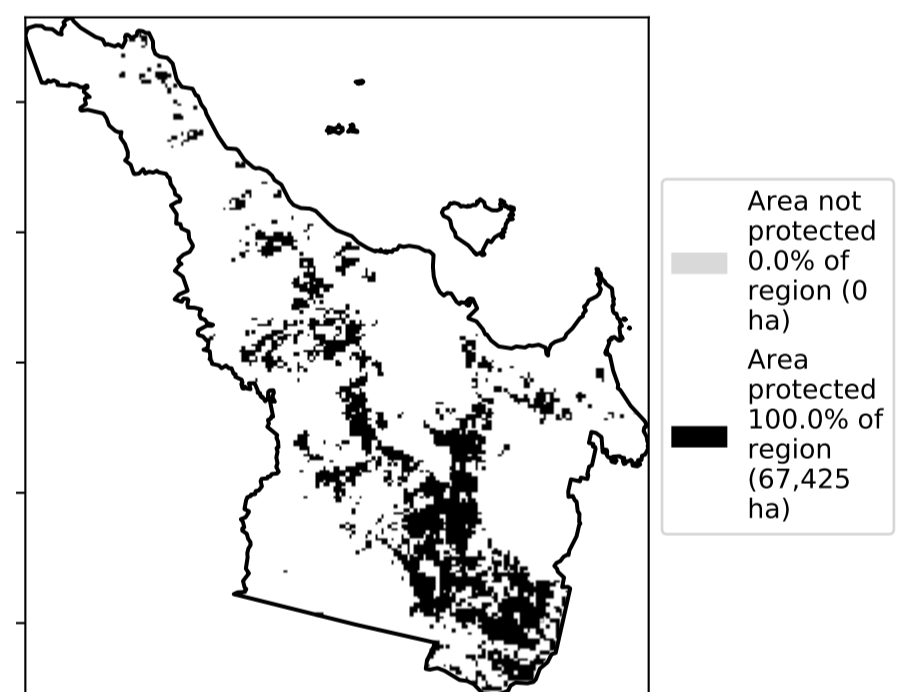 Area not
protected
0.0% of
region (0
ha)
Area
protected
100.0% of
region
(67,425
ha)